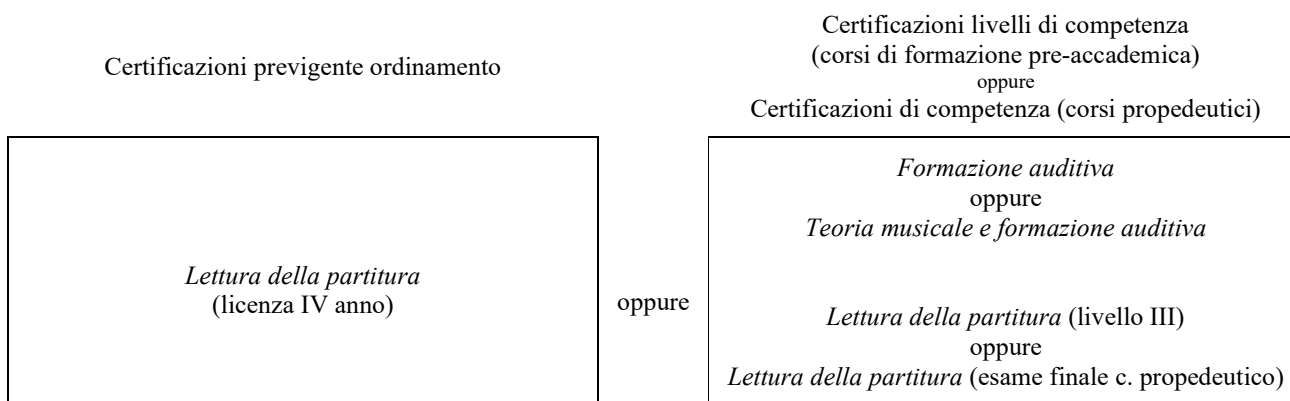 Certificazioni previgente ordinamento
Certificazioni livelli di competenza
(corsi di formazione pre-accademica)
oppure
Certificazioni di competenza (corsi propedeutici)
Lettura della partitura
(licenza IV anno)
oppure
Formazione auditiva
oppure
Teoria musicale e formazione auditiva
Lettura della partitura (livello III)
oppure
Lettura della partitura (esame finale c. propedeutico)